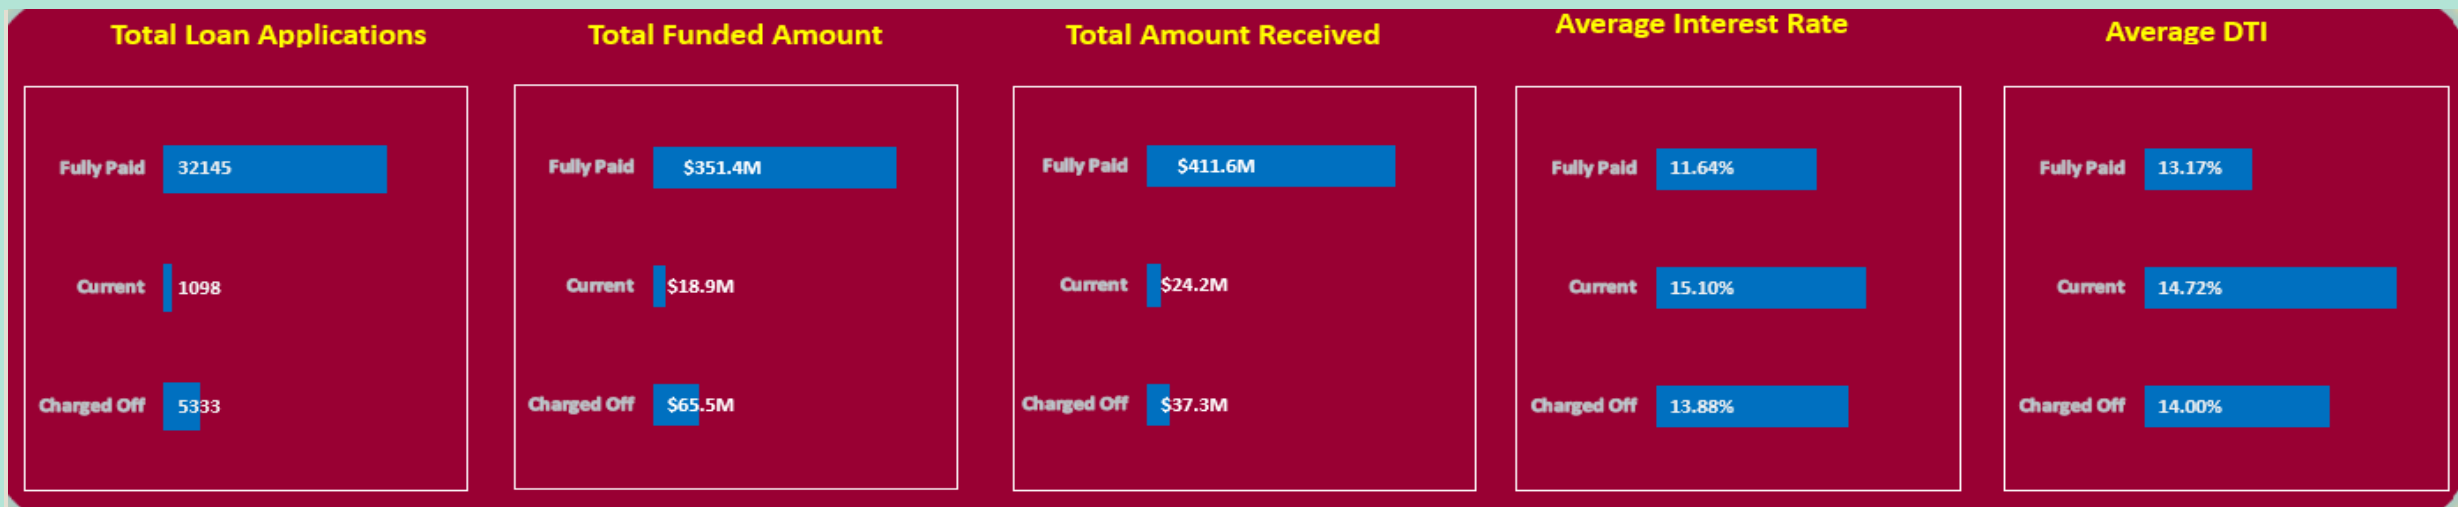 Total Loan Applications
Fully Paid 32145
Current 1098
Charged Off 5333
Total Funded Amount
Fully Paid $351.4M
Current $18.9M
Charged Off $65.5M
Total Amount Received
Fully Paid $411.6M
Current $24.2M
Charged Off $37.3M
Average Interest Rate
Fully Paid 11.64%
Current 15.10%
Charged Off 13.88%
Average DTI
Fully Paid 13.17%
Current 14.72%
Charged Off 14.00%